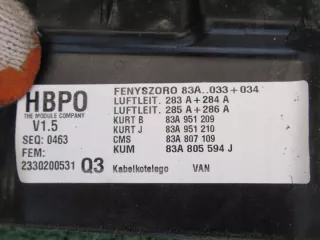 FENYSZORO 83A..033+034
HBPO
THE MODULE COMPANY
LUFTLEIT. 283 A+284 A
LUFTLEIT. 285 A+286 A
V1.5
KURT B 83A 951 209
KURT J 83A 951 210
SEQ: 0463
CMS 83A 807 109
FEM:
KUM 83A 805 594 J
2330200531 Q3
Kabelkotelego VAN